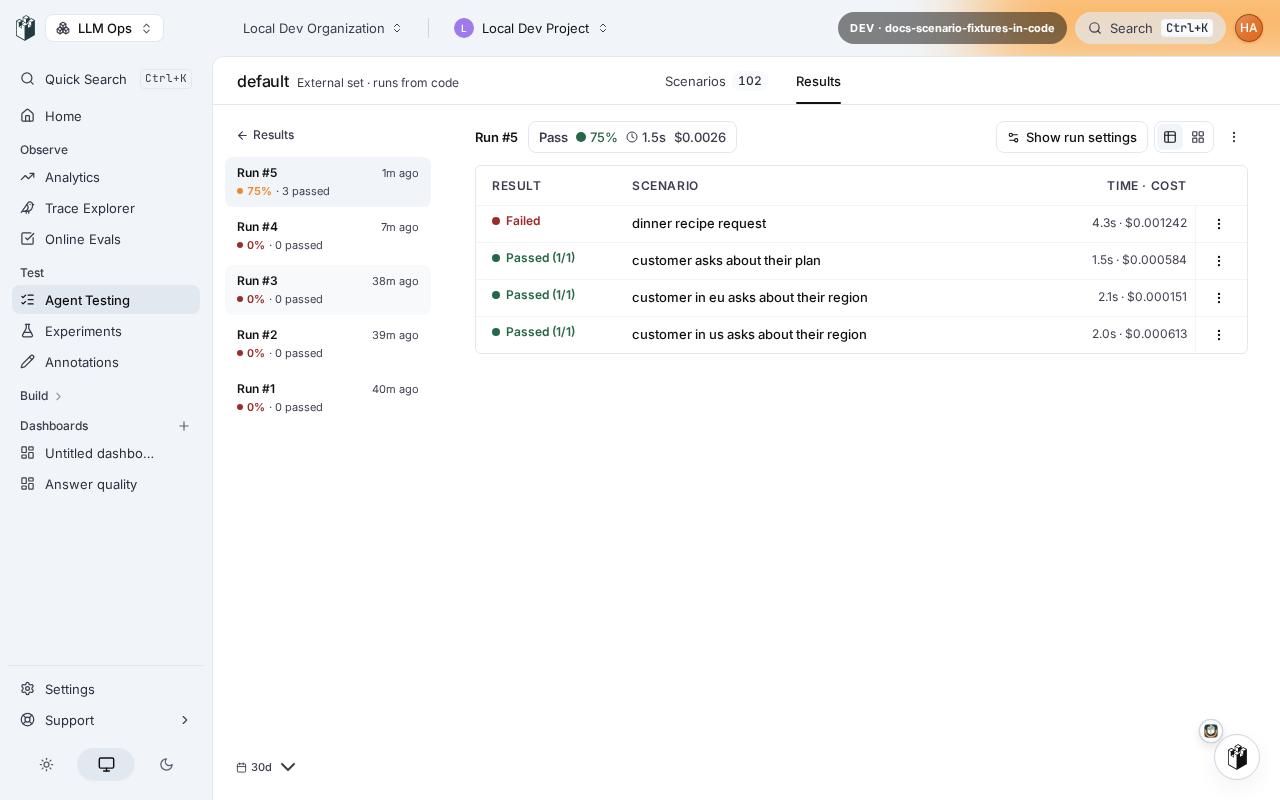 LLM Ops
Local Dev Organization
L
Local Dev Project
DEV · docs-scenario-fixtures-in-code
Search Ctrl+K
HA
Quick Search Ctrl+K
Home
Observe
Analytics
Trace Explorer
Online Evals
Test
Agent Testing
Experiments
Annotations
Build
Dashboards
Untitled dashbo...
Answer quality
Settings
Support
default External set · runs from code
Scenarios 102
Results
Results
Run #5 1m ago
75% · 3 passed
Run #4 7m ago
0% · 0 passed
Run #3 38m ago
0% · 0 passed
Run #2 39m ago
0% · 0 passed
Run #1 40m ago
0% · 0 passed
30d
Run #5 Pass 75% 1.5s $0.0026
Show run settings
RESULT SCENARIO TIME · COST
Failed dinner recipe request 4.3s · $0.001242
Passed (1/1) customer asks about their plan 1.5s · $0.000584
Passed (1/1) customer in eu asks about their region 2.1s · $0.000151
Passed (1/1) customer in us asks about their region 2.0s · $0.000613